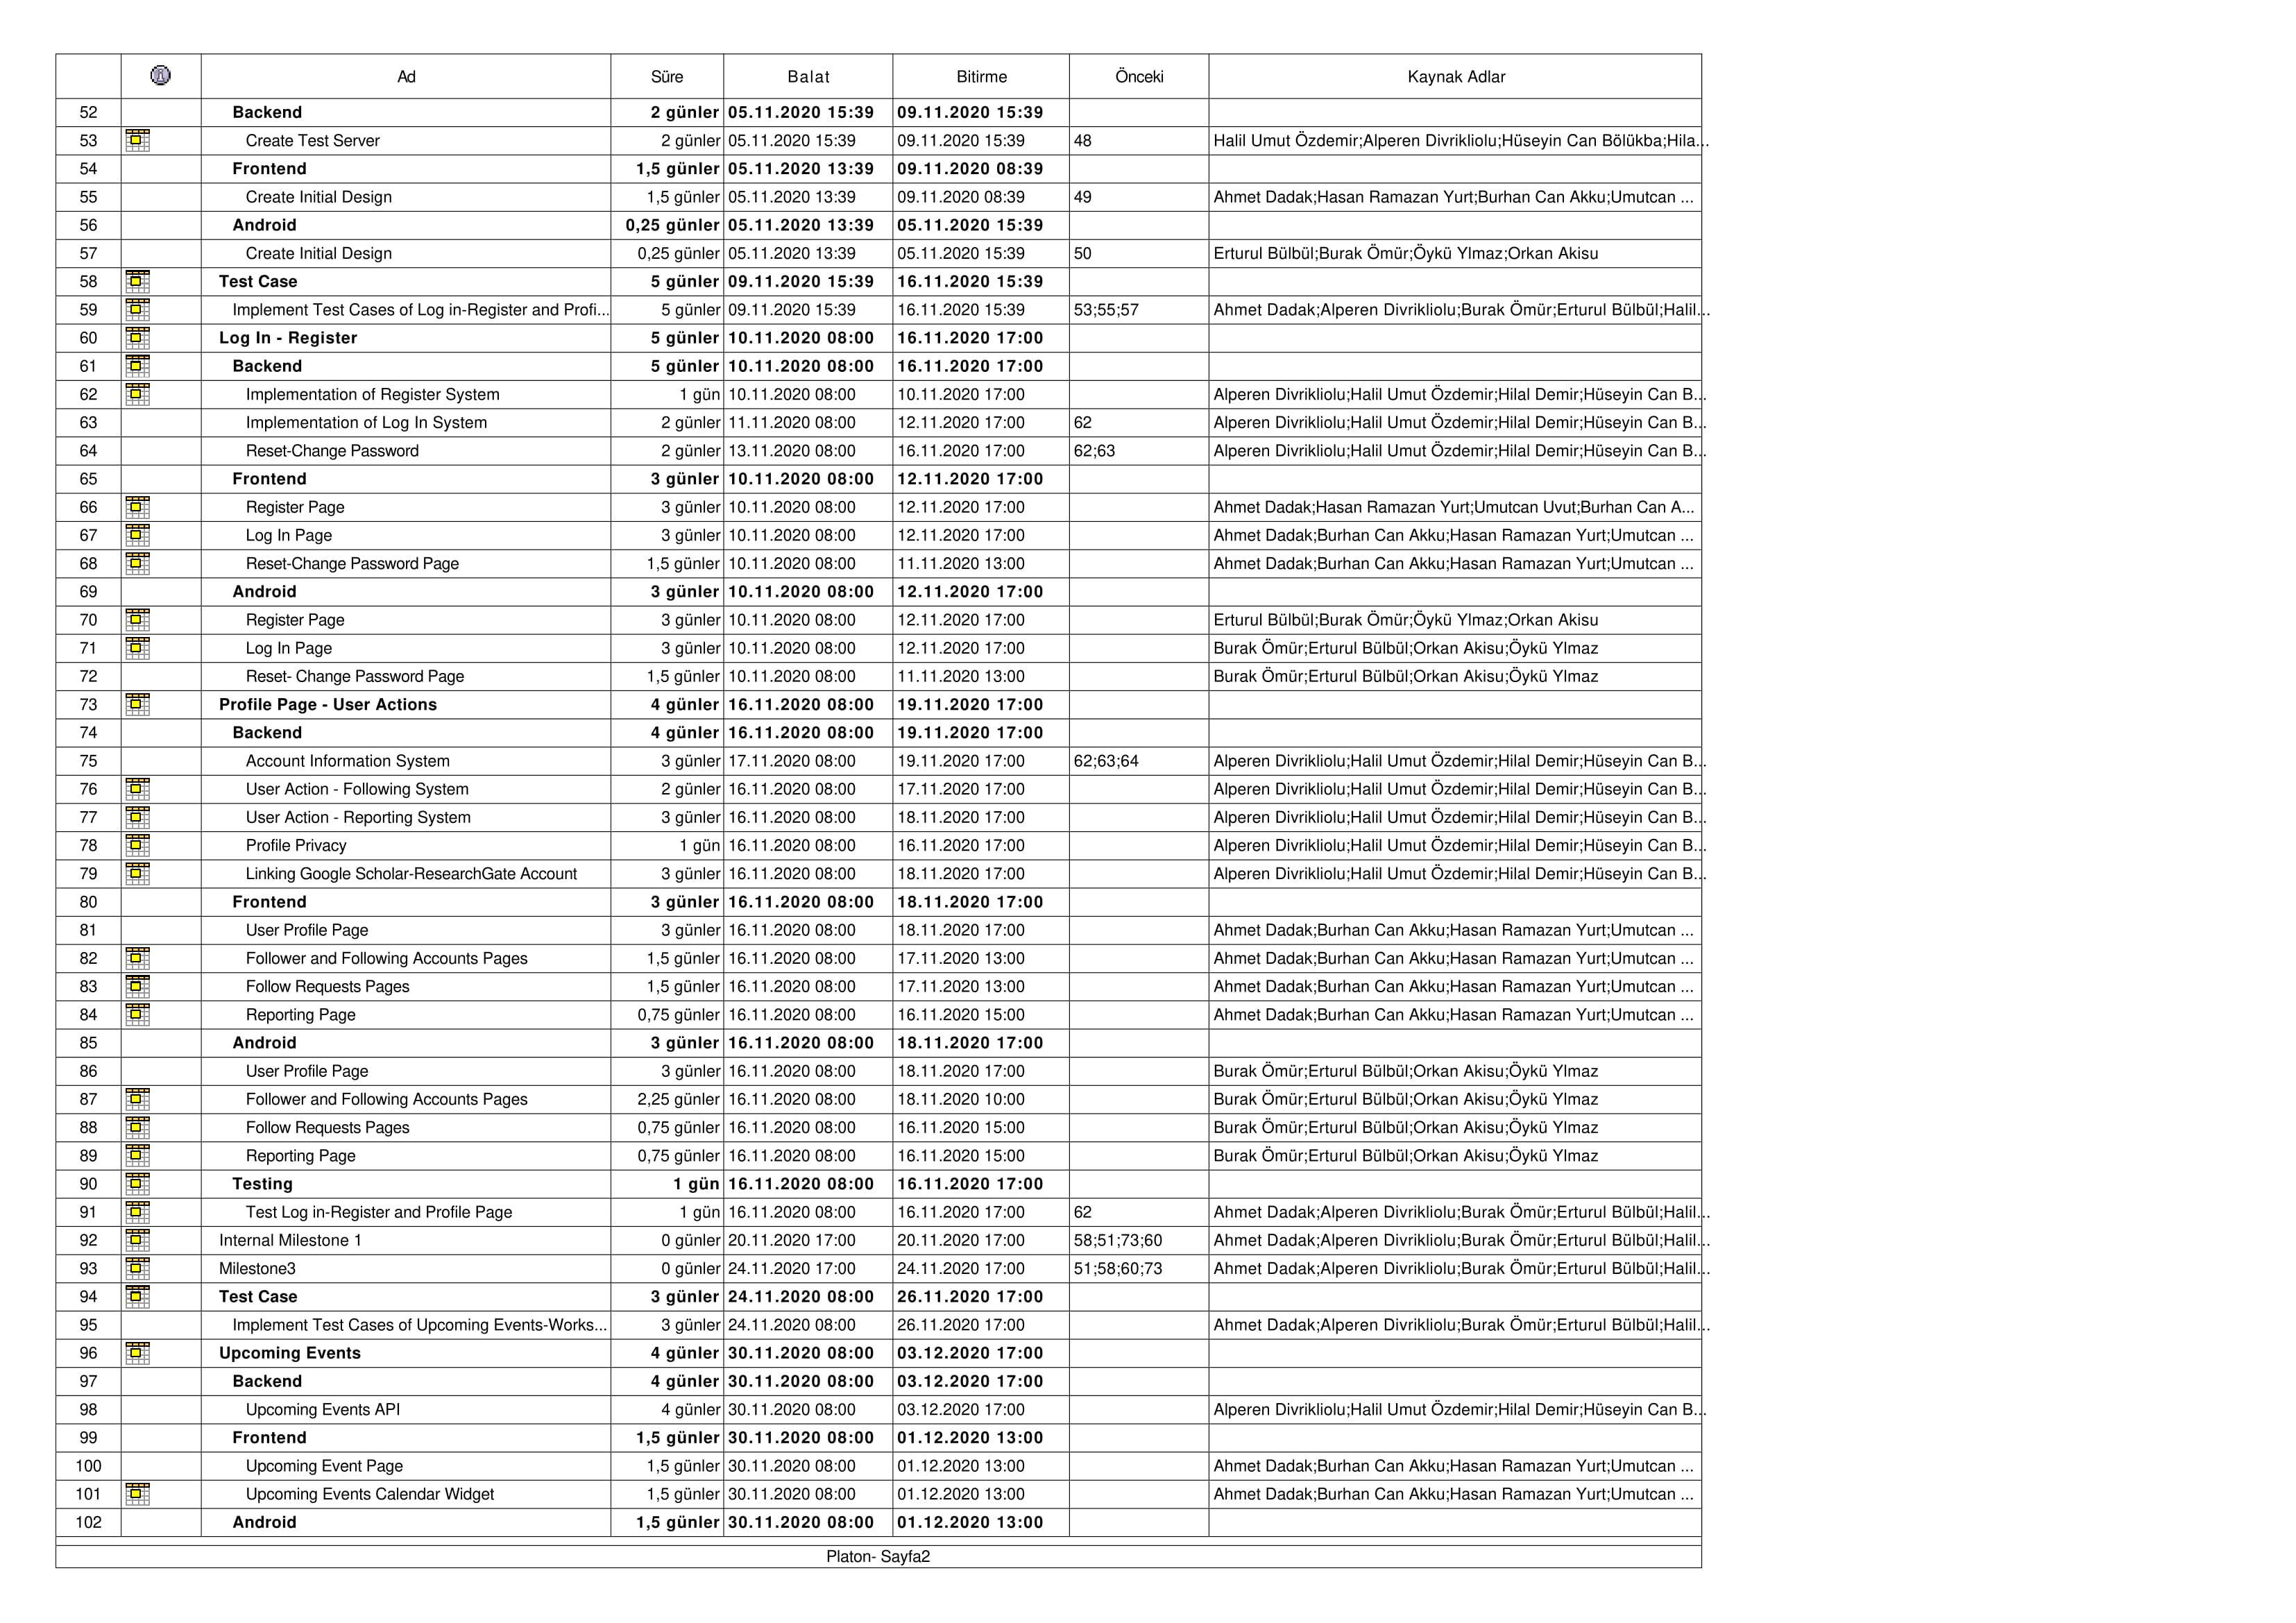 Ad Süre Balat Bitirme Önceki Kaynak Adlar
52 Backend 2 günler 05.11.2020 15:39 09.11.2020 15:39
53 Create Test Server 2 günler 05.11.2020 15:39 09.11.2020 15:39 48 Halil Umut Özdemir;Alperen Divrikliolu;Hüseyin Can Bölükba;Hila...
54 Frontend 1,5 günler 05.11.2020 13:39 09.11.2020 08:39
55 Create Initial Design 1,5 günler 05.11.2020 13:39 09.11.2020 08:39 49 Ahmet Dadak;Hasan Ramazan Yurt;Burhan Can Akku;Umutcan ...
56 Android 0,25 günler 05.11.2020 13:39 05.11.2020 15:39
57 Create Initial Design 0,25 günler 05.11.2020 13:39 05.11.2020 15:39 50 Erturul Bülbül;Burak Ömür;Öykü Ylmaz;Orkan Akisu
58 Test Case 5 günler 09.11.2020 15:39 16.11.2020 15:39
59 Implement Test Cases of Log in-Register and Profi... 5 günler 09.11.2020 15:39 16.11.2020 15:39 53;55;57 Ahmet Dadak;Alperen Divrikliolu;Burak Ömür;Erturul Bülbül;Halil...
60 Log In - Register 5 günler 10.11.2020 08:00 16.11.2020 17:00
61 Backend 5 günler 10.11.2020 08:00 16.11.2020 17:00
62 Implementation of Register System 1 gün 10.11.2020 08:00 10.11.2020 17:00 Alperen Divrikliolu;Halil Umut Özdemir;Hilal Demir;Hüseyin Can B...
63 Implementation of Log In System 2 günler 11.11.2020 08:00 12.11.2020 17:00 62 Alperen Divrikliolu;Halil Umut Özdemir;Hilal Demir;Hüseyin Can B...
64 Reset-Change Password 2 günler 13.11.2020 08:00 16.11.2020 17:00 62;63 Alperen Divrikliolu;Halil Umut Özdemir;Hilal Demir;Hüseyin Can B...
65 Frontend 3 günler 10.11.2020 08:00 12.11.2020 17:00
66 Register Page 3 günler 10.11.2020 08:00 12.11.2020 17:00 Ahmet Dadak;Hasan Ramazan Yurt;Umutcan Uvut;Burhan Can A...
67 Log In Page 3 günler 10.11.2020 08:00 12.11.2020 17:00 Ahmet Dadak;Burhan Can Akku;Hasan Ramazan Yurt;Umutcan ...
68 Reset-Change Password Page 1,5 günler 10.11.2020 08:00 11.11.2020 13:00 Ahmet Dadak;Burhan Can Akku;Hasan Ramazan Yurt;Umutcan ...
69 Android 3 günler 10.11.2020 08:00 12.11.2020 17:00
70 Register Page 3 günler 10.11.2020 08:00 12.11.2020 17:00 Erturul Bülbül;Burak Ömür;Öykü Ylmaz;Orkan Akisu
71 Log In Page 3 günler 10.11.2020 08:00 12.11.2020 17:00 Burak Ömür;Erturul Bülbül;Orkan Akisu;Öykü Ylmaz
72 Reset- Change Password Page 1,5 günler 10.11.2020 08:00 11.11.2020 13:00 Burak Ömür;Erturul Bülbül;Orkan Akisu;Öykü Ylmaz
73 Profile Page - User Actions 4 günler 16.11.2020 08:00 19.11.2020 17:00
74 Backend 4 günler 16.11.2020 08:00 19.11.2020 17:00
75 Account Information System 3 günler 17.11.2020 08:00 19.11.2020 17:00 62;63;64 Alperen Divrikliolu;Halil Umut Özdemir;Hilal Demir;Hüseyin Can B...
76 User Action - Following System 2 günler 16.11.2020 08:00 17.11.2020 17:00 Alperen Divrikliolu;Halil Umut Özdemir;Hilal Demir;Hüseyin Can B...
77 User Action - Reporting System 3 günler 16.11.2020 08:00 18.11.2020 17:00 Alperen Divrikliolu;Halil Umut Özdemir;Hilal Demir;Hüseyin Can B...
78 Profile Privacy 1 gün 16.11.2020 08:00 16.11.2020 17:00 Alperen Divrikliolu;Halil Umut Özdemir;Hilal Demir;Hüseyin Can B...
79 Linking Google Scholar-ResearchGate Account 3 günler 16.11.2020 08:00 18.11.2020 17:00 Alperen Divrikliolu;Halil Umut Özdemir;Hilal Demir;Hüseyin Can B...
80 Frontend 3 günler 16.11.2020 08:00 18.11.2020 17:00
81 User Profile Page 3 günler 16.11.2020 08:00 18.11.2020 17:00 Ahmet Dadak;Burhan Can Akku;Hasan Ramazan Yurt;Umutcan ...
82 Follower and Following Accounts Pages 1,5 günler 16.11.2020 08:00 17.11.2020 13:00 Ahmet Dadak;Burhan Can Akku;Hasan Ramazan Yurt;Umutcan ...
83 Follow Requests Pages 1,5 günler 16.11.2020 08:00 17.11.2020 13:00 Ahmet Dadak;Burhan Can Akku;Hasan Ramazan Yurt;Umutcan ...
84 Reporting Page 0,75 günler 16.11.2020 08:00 16.11.2020 15:00 Ahmet Dadak;Burhan Can Akku;Hasan Ramazan Yurt;Umutcan ...
85 Android 3 günler 16.11.2020 08:00 18.11.2020 17:00
86 User Profile Page 3 günler 16.11.2020 08:00 18.11.2020 17:00 Burak Ömür;Erturul Bülbül;Orkan Akisu;Öykü Ylmaz
87 Follower and Following Accounts Pages 2,25 günler 16.11.2020 08:00 18.11.2020 10:00 Burak Ömür;Erturul Bülbül;Orkan Akisu;Öykü Ylmaz
88 Follow Requests Pages 0,75 günler 16.11.2020 08:00 16.11.2020 15:00 Burak Ömür;Erturul Bülbül;Orkan Akisu;Öykü Ylmaz
89 Reporting Page 0,75 günler 16.11.2020 08:00 16.11.2020 15:00 Burak Ömür;Erturul Bülbül;Orkan Akisu;Öykü Ylmaz
90 Testing 1 gün 16.11.2020 08:00 16.11.2020 17:00
91 Test Log in-Register and Profile Page 1 gün 16.11.2020 08:00 16.11.2020 17:00 62 Ahmet Dadak;Alperen Divrikliolu;Burak Ömür;Erturul Bülbül;Halil...
92 Internal Milestone 1 0 günler 20.11.2020 17:00 20.11.2020 17:00 58;51;73;60 Ahmet Dadak;Alperen Divrikliolu;Burak Ömür;Erturul Bülbül;Halil...
93 Milestone3 0 günler 24.11.2020 17:00 24.11.2020 17:00 51;58;60;73 Ahmet Dadak;Alperen Divrikliolu;Burak Ömür;Erturul Bülbül;Halil...
94 Test Case 3 günler 24.11.2020 08:00 26.11.2020 17:00
95 Implement Test Cases of Upcoming Events-Works... 3 günler 24.11.2020 08:00 26.11.2020 17:00 Ahmet Dadak;Alperen Divrikliolu;Burak Ömür;Erturul Bülbül;Halil...
96 Upcoming Events 4 günler 30.11.2020 08:00 03.12.2020 17:00
97 Backend 4 günler 30.11.2020 08:00 03.12.2020 17:00
98 Upcoming Events API 4 günler 30.11.2020 08:00 03.12.2020 17:00 Alperen Divrikliolu;Halil Umut Özdemir;Hilal Demir;Hüseyin Can B...
99 Frontend 1,5 günler 30.11.2020 08:00 01.12.2020 13:00
100 Upcoming Event Page 1,5 günler 30.11.2020 08:00 01.12.2020 13:00 Ahmet Dadak;Burhan Can Akku;Hasan Ramazan Yurt;Umutcan ...
101 Upcoming Events Calendar Widget 1,5 günler 30.11.2020 08:00 01.12.2020 13:00 Ahmet Dadak;Burhan Can Akku;Hasan Ramazan Yurt;Umutcan ...
102 Android 1,5 günler 30.11.2020 08:00 01.12.2020 13:00
Platon- Sayfa2